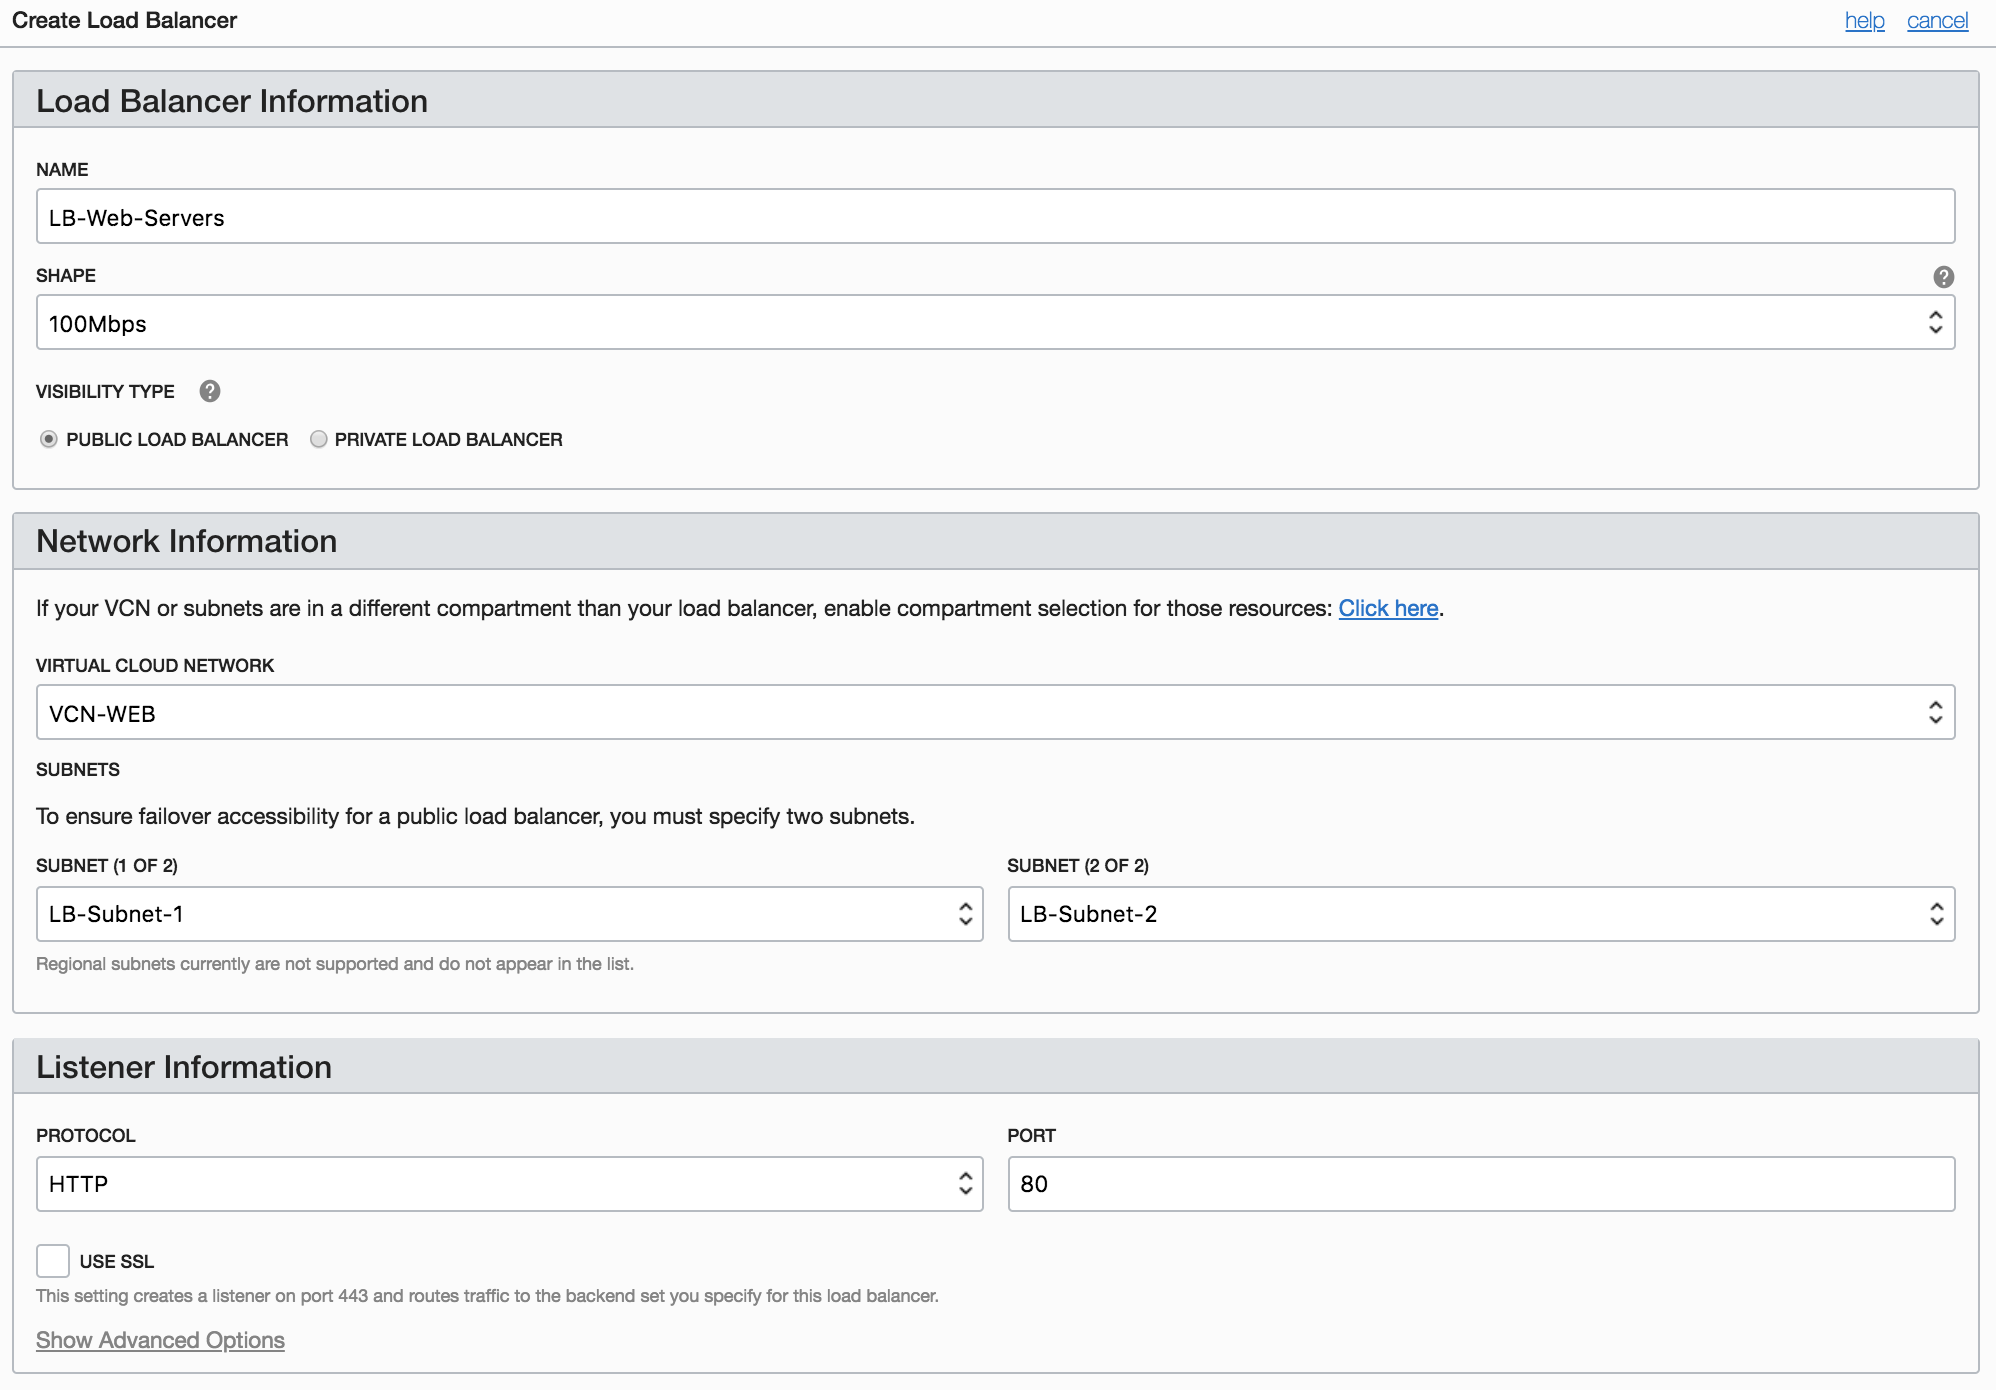 Create Load Balancer
help cancel
Load Balancer Information
NAME
LB-Web-Servers
SHAPE
?
100Mbps
VISIBILITY TYPE ?
PUBLIC LOAD BALANCER PRIVATE LOAD BALANCER
Network Information
If your VCN or subnets are in a different compartment than your load balancer, enable compartment selection for those resources: Click here.
VIRTUAL CLOUD NETWORK
VCN-WEB
SUBNETS
To ensure failover accessibility for a public load balancer, you must specify two subnets.
SUBNET (1 OF 2) SUBNET (2 OF 2)
LB-Subnet-1 LB-Subnet-2
Regional subnets currently are not supported and do not appear in the list.
Listener Information
PROTOCOL PORT
HTTP 80
USE SSL
This setting creates a listener on port 443 and routes traffic to the backend set you specify for this load balancer.
Show Advanced Options